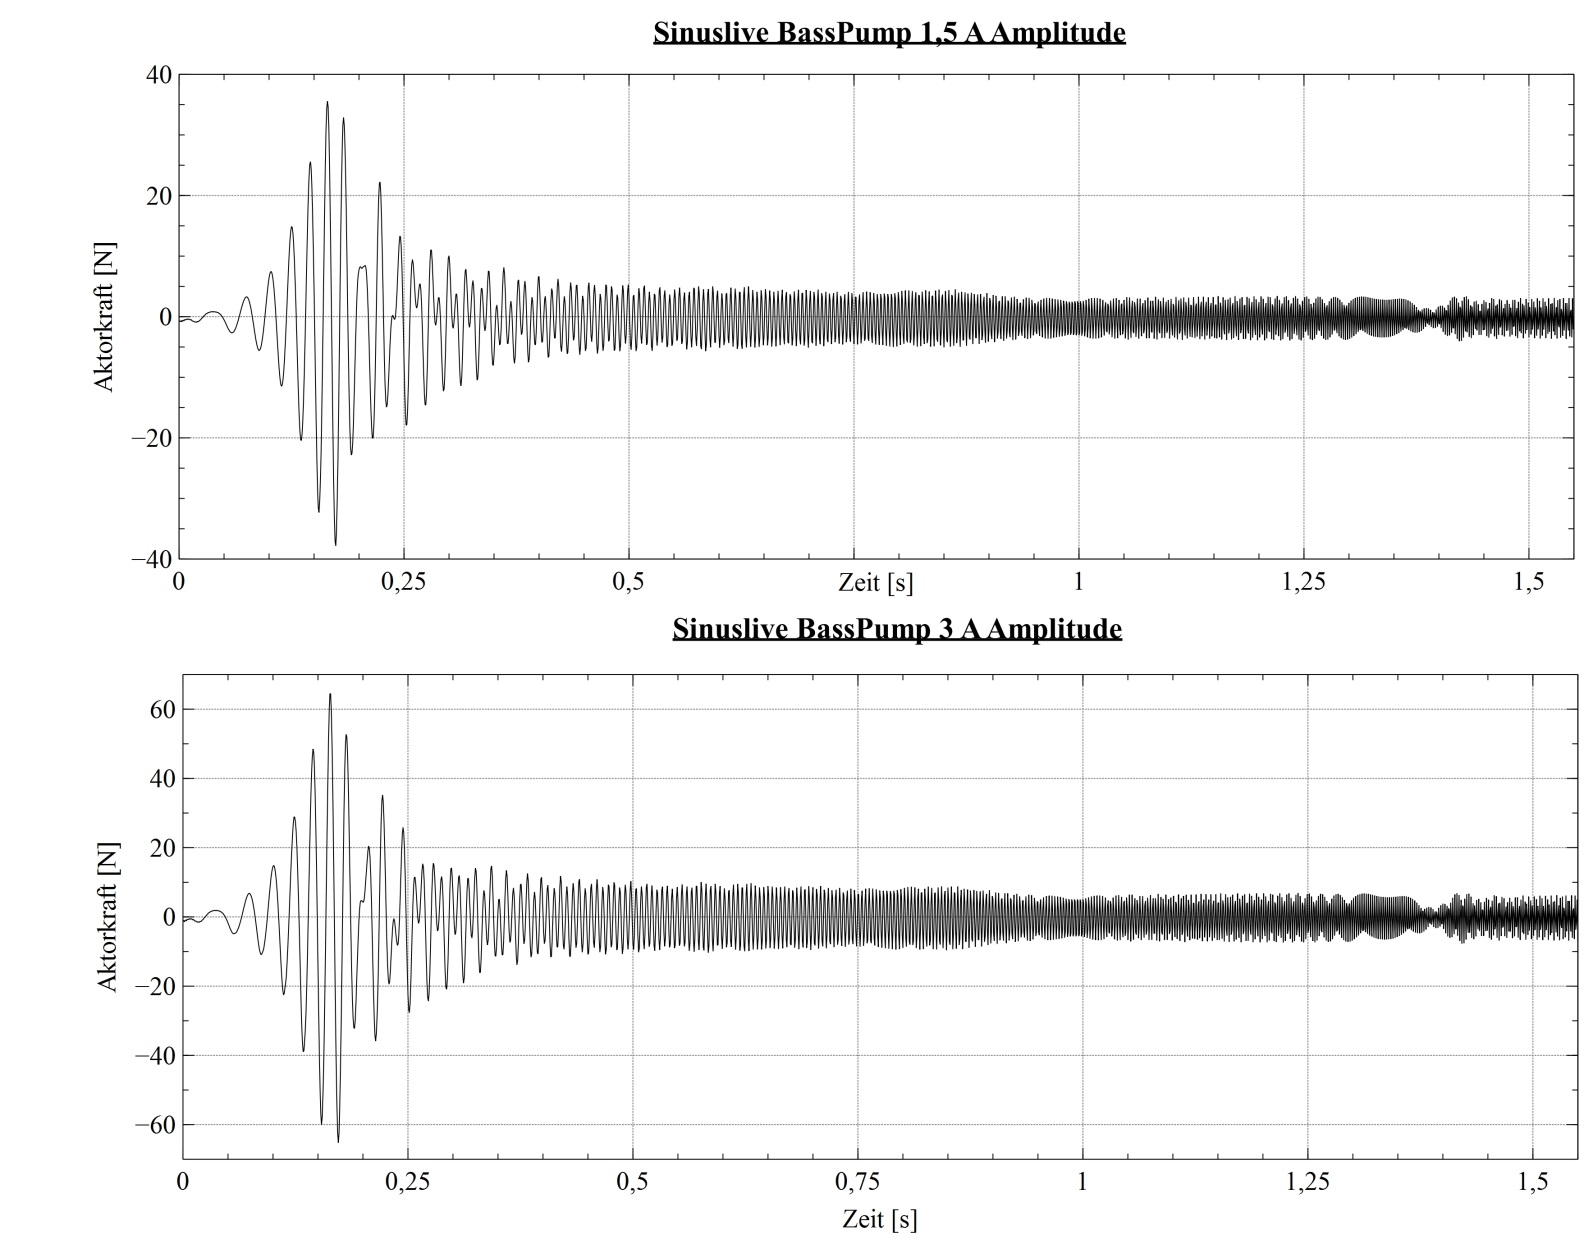 Sinuslive BassPump 1,5 A Amplitude
40
20
0
−20
−40
Aktorkraft [N]
0 0,25 0,5 Zeit [s] 1 1,25 1,5
Sinuslive BassPump 3 A Amplitude
60
40
20
0
−20
−40
−60
Aktorkraft [N]
0 0,25 0,5 0,75 1 1,25 1,5
Zeit [s]